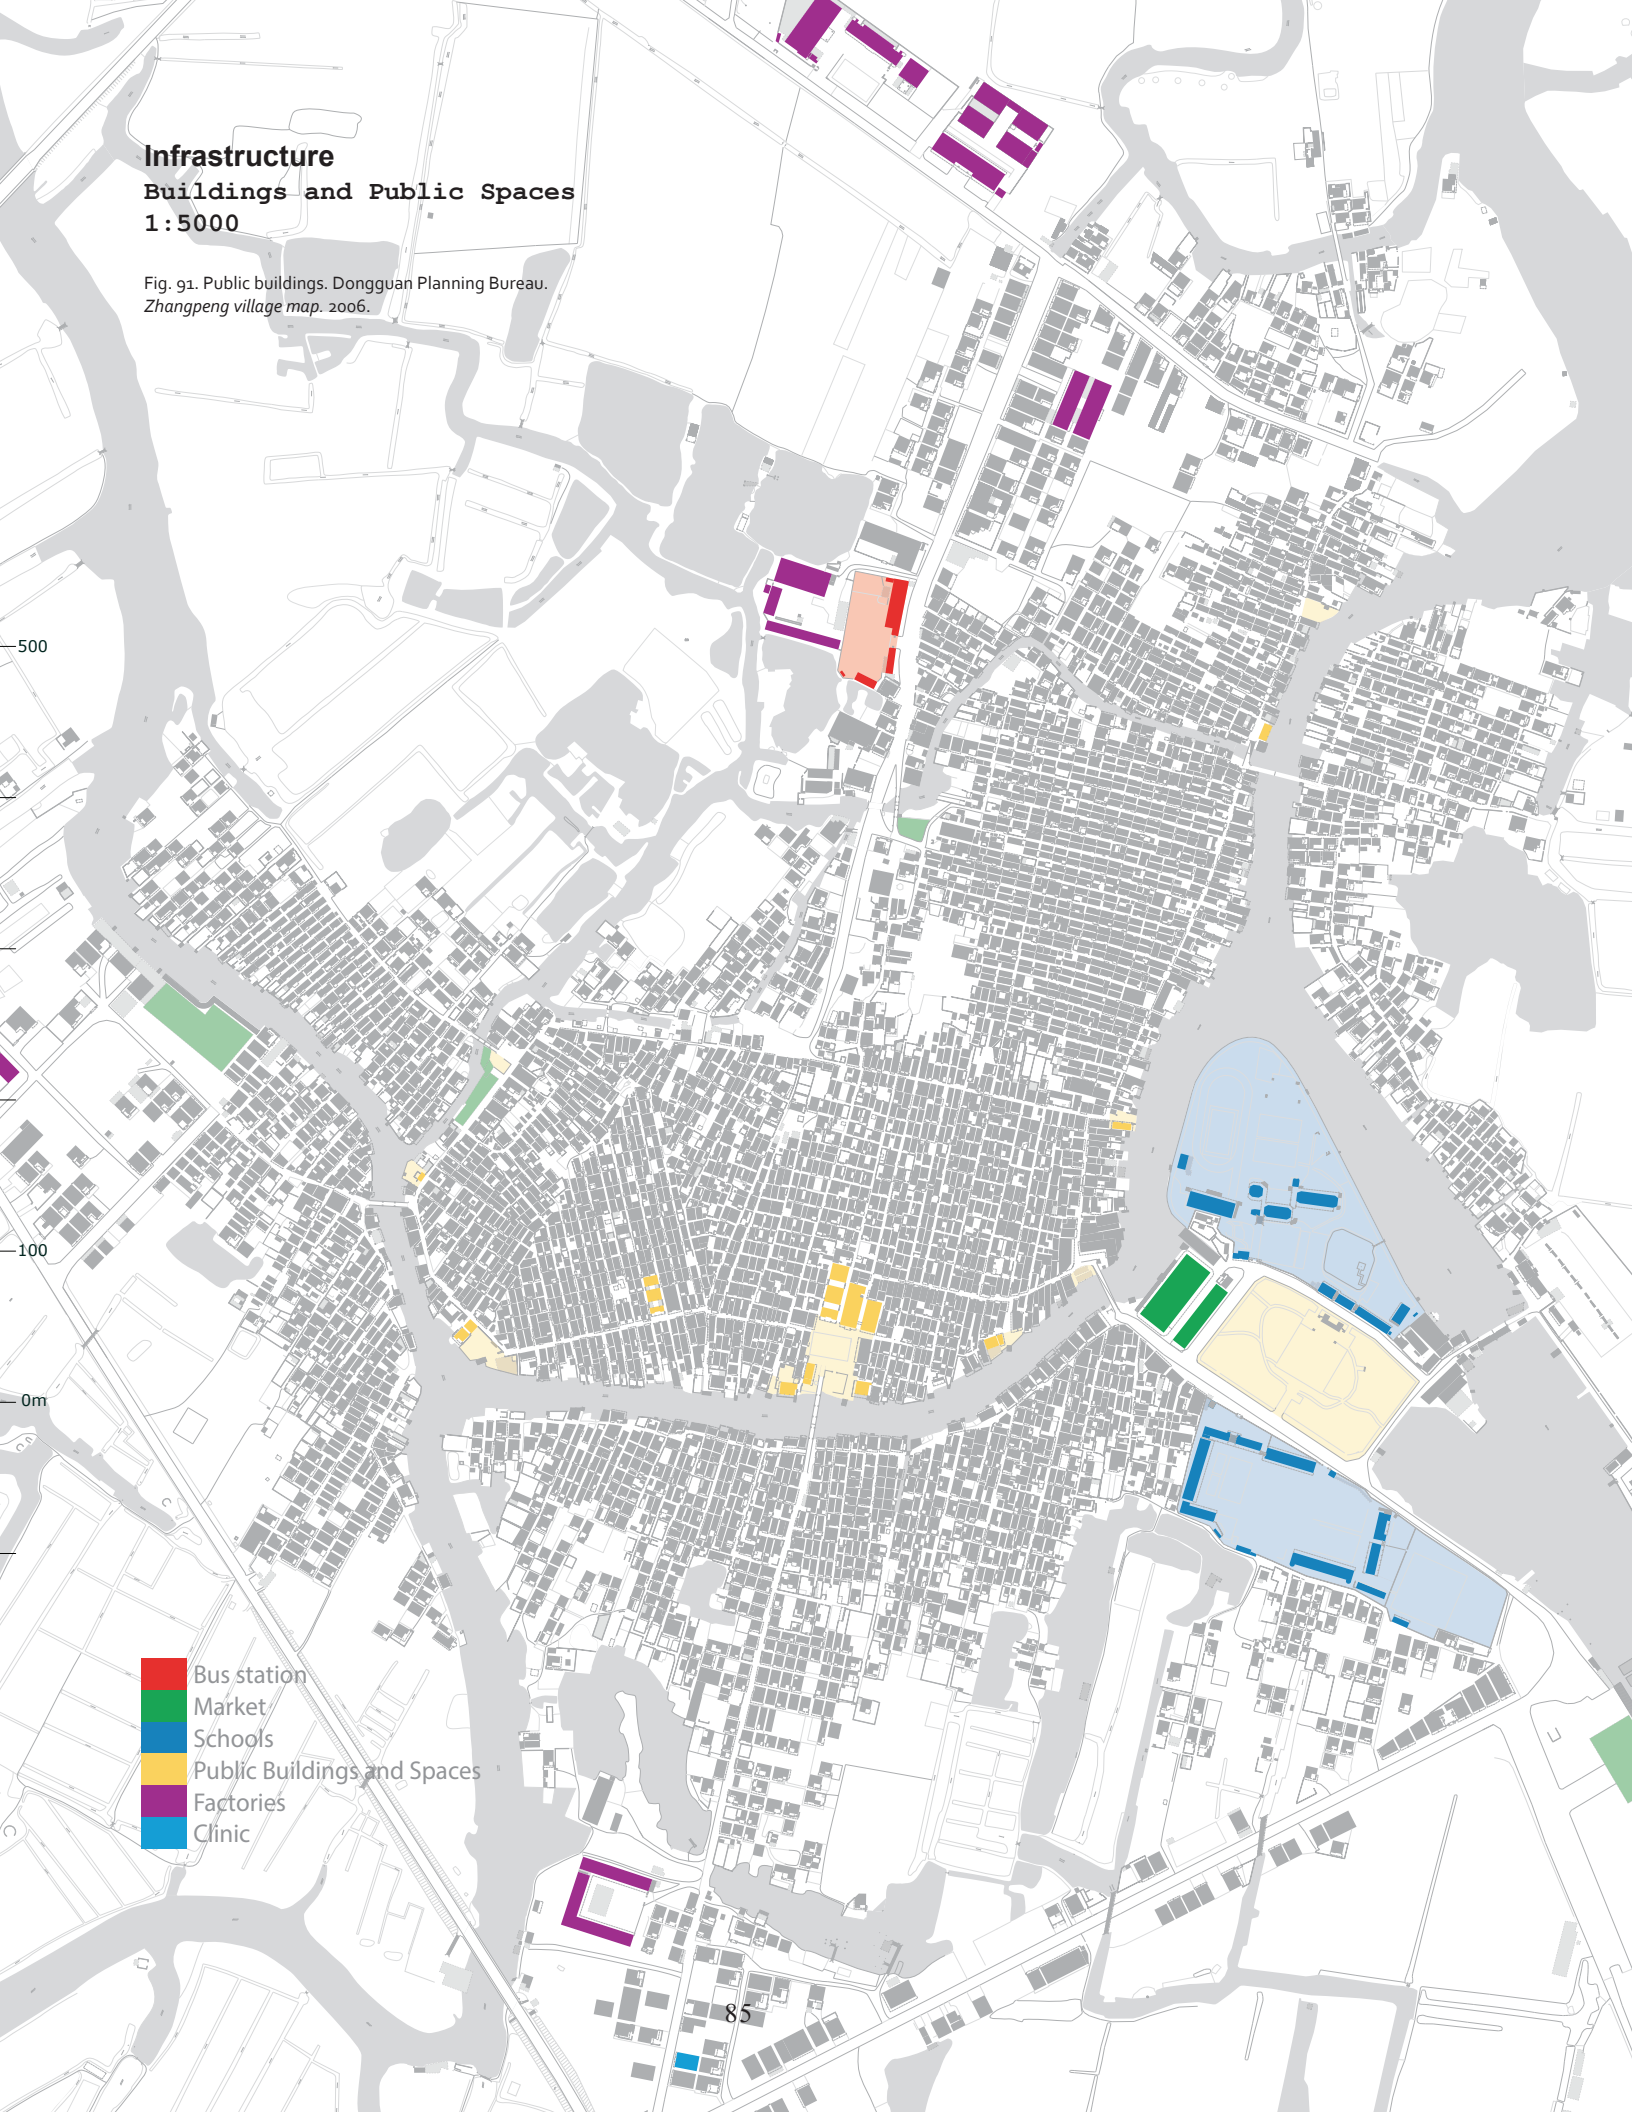 Infrastructure
Buildings and Public Spaces
1:5000
Fig. 91. Public buildings. Dongguan Planning Bureau.
Zhangpeng village map. 2006.
500
100
0m
Bus station
Market
Schools
Public Buildings and Spaces
Factories
Clinic
85